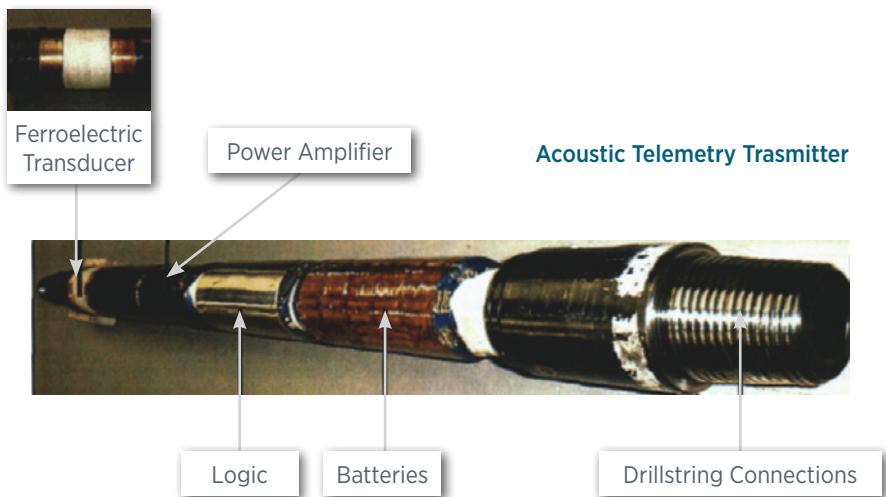 Ferroelectric
Transducer
Power Amplifier
Acoustic Telemetry Trasmitter
Logic
Batteries
Drillstring Connections